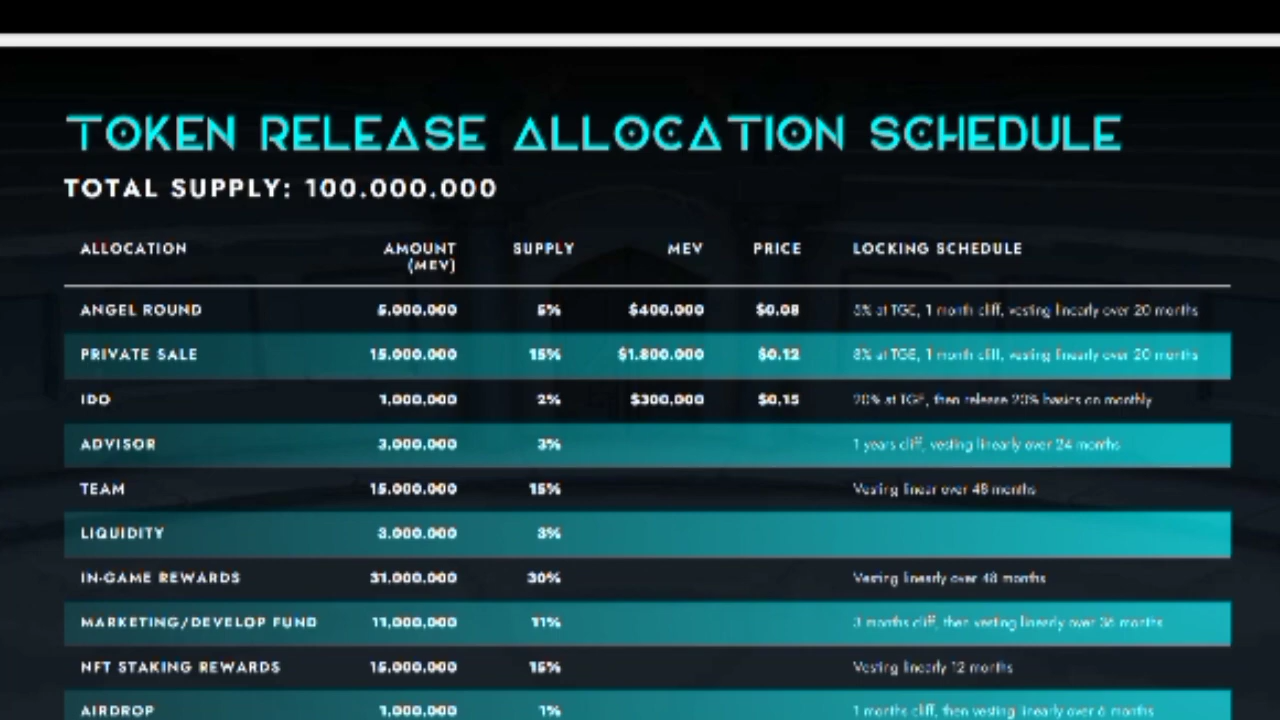 TOKEN RELEASE ALLOCATION SCHEDULE
TOTAL SUPPLY: 100.000.000
ALLOCATION AMOUNT (MEV) SUPPLY MEV PRICE LOCKING SCHEDULE
ANGEL ROUND 5.000.000 5% $400.000 $0.08 5% at TGE, 1 month cliff, vesting linearly over 20 months
PRIVATE SALE 15.000.000 15% $1.800.000 $0.12 8% at TGE, 1 month cliff, vesting linearly over 20 months
IDO 1,000,000 2% $300,000 $0,15 20% at TGE, then release 20% basics on monthly
ADVISOR 3.000.000 3% 1 years cliff, vesting linearly over 24 months
TEAM 15.000.000 15% Vesting linear over 48 months
LIQUIDITY 3.000.000 3%
IN-GAME REWARDS 31.000.000 30% Vesting linearly over 48 months
MARKETING/DEVELOP FUND 11,000,000 11% 3 months cliff, then vesting linearly over 36 months
NFT STAKING REWARDS 15.000.000 15% Vesting linearly 12 months
AIRDROP 1,000,000 1% 1 months cliff, then vesting linearly over 6 months